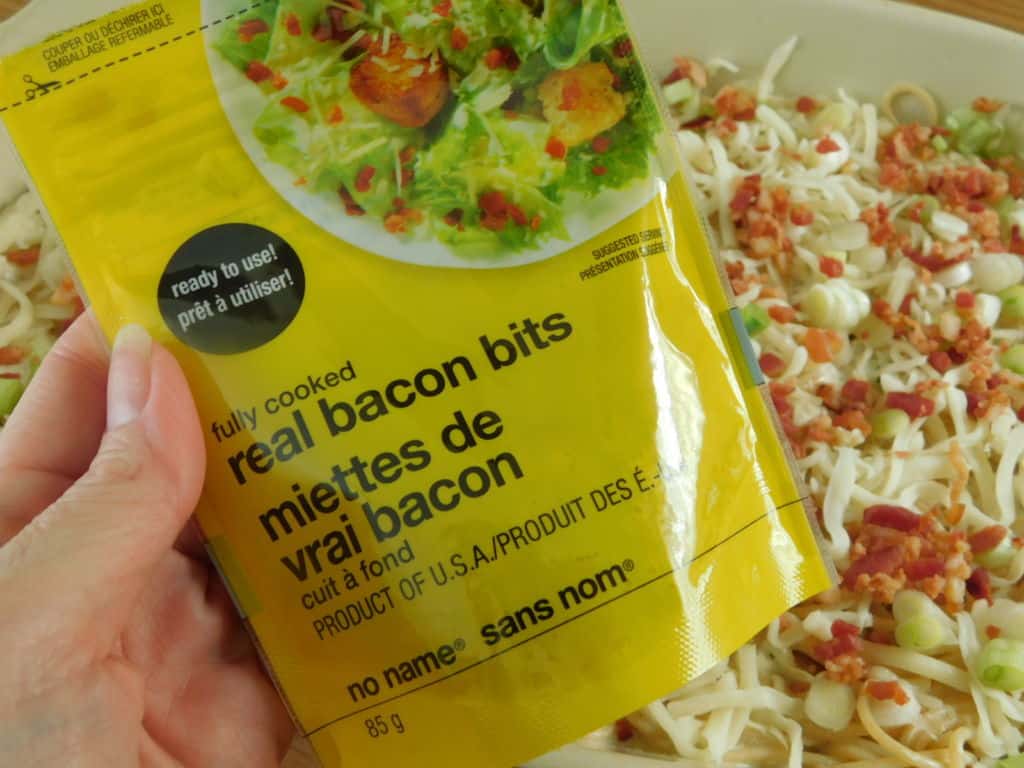 COUPER OU DÉCHIRER ICI
EMBALLAGE REFERMABLE
SUGGESTED
PRÉSENTATION SUGGÉRÉE
ready to use!
prêt à utiliser!
fully cooked
real bacon bits
miettes de
vrai bacon
cuit à fond
PRODUCT OF U.S.A./PRODUIT DES É.-
no name® sans nom®
85 g